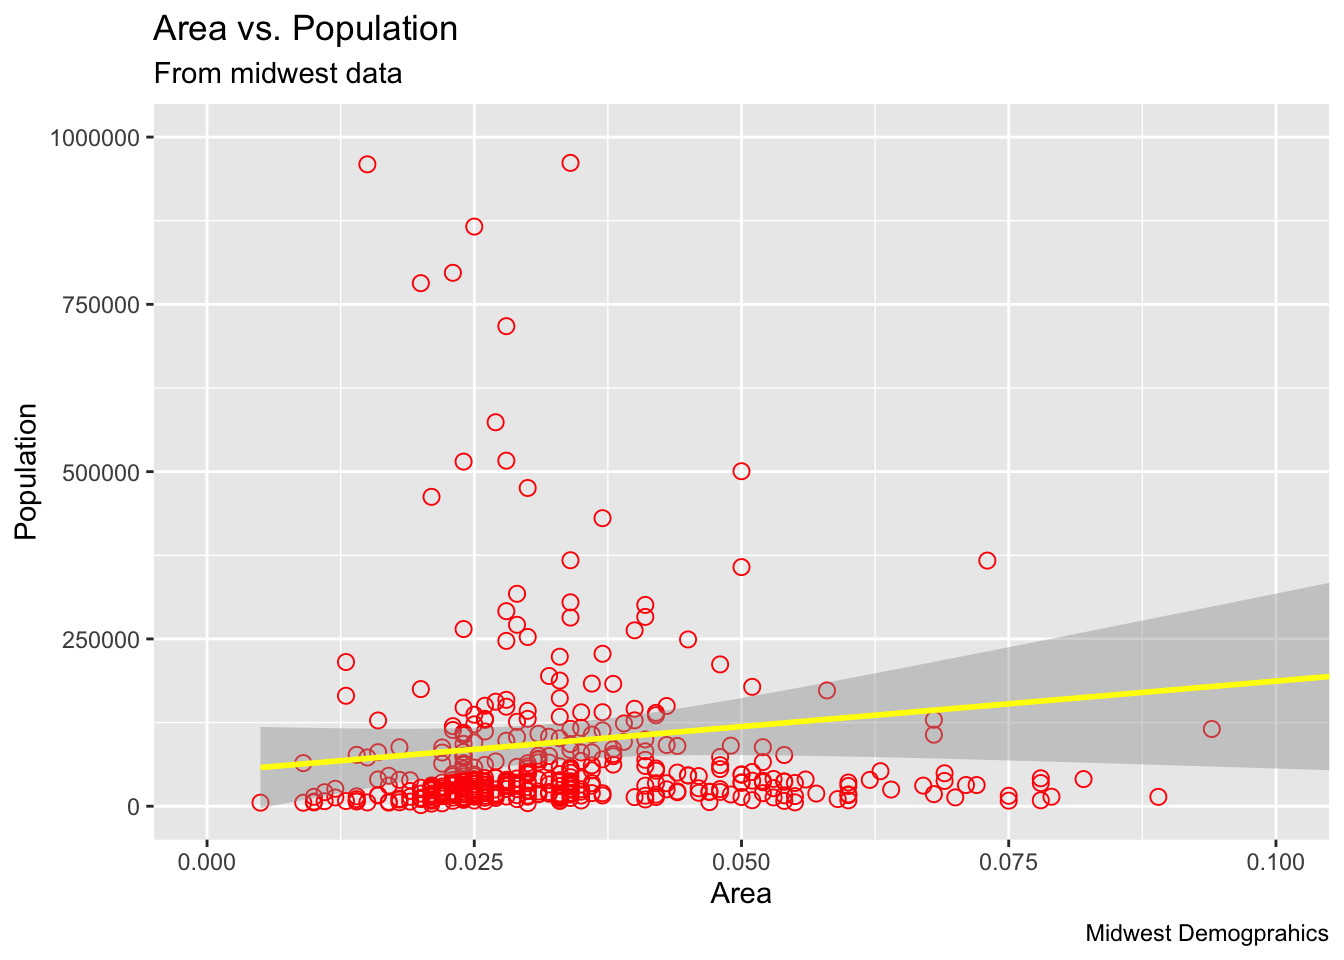 Area vs. Population
From midwest data
1000000
750000
500000
250000
0
Population
0.000 0.025 0.050 0.075 0.100
Area
Midwest Demogprahics